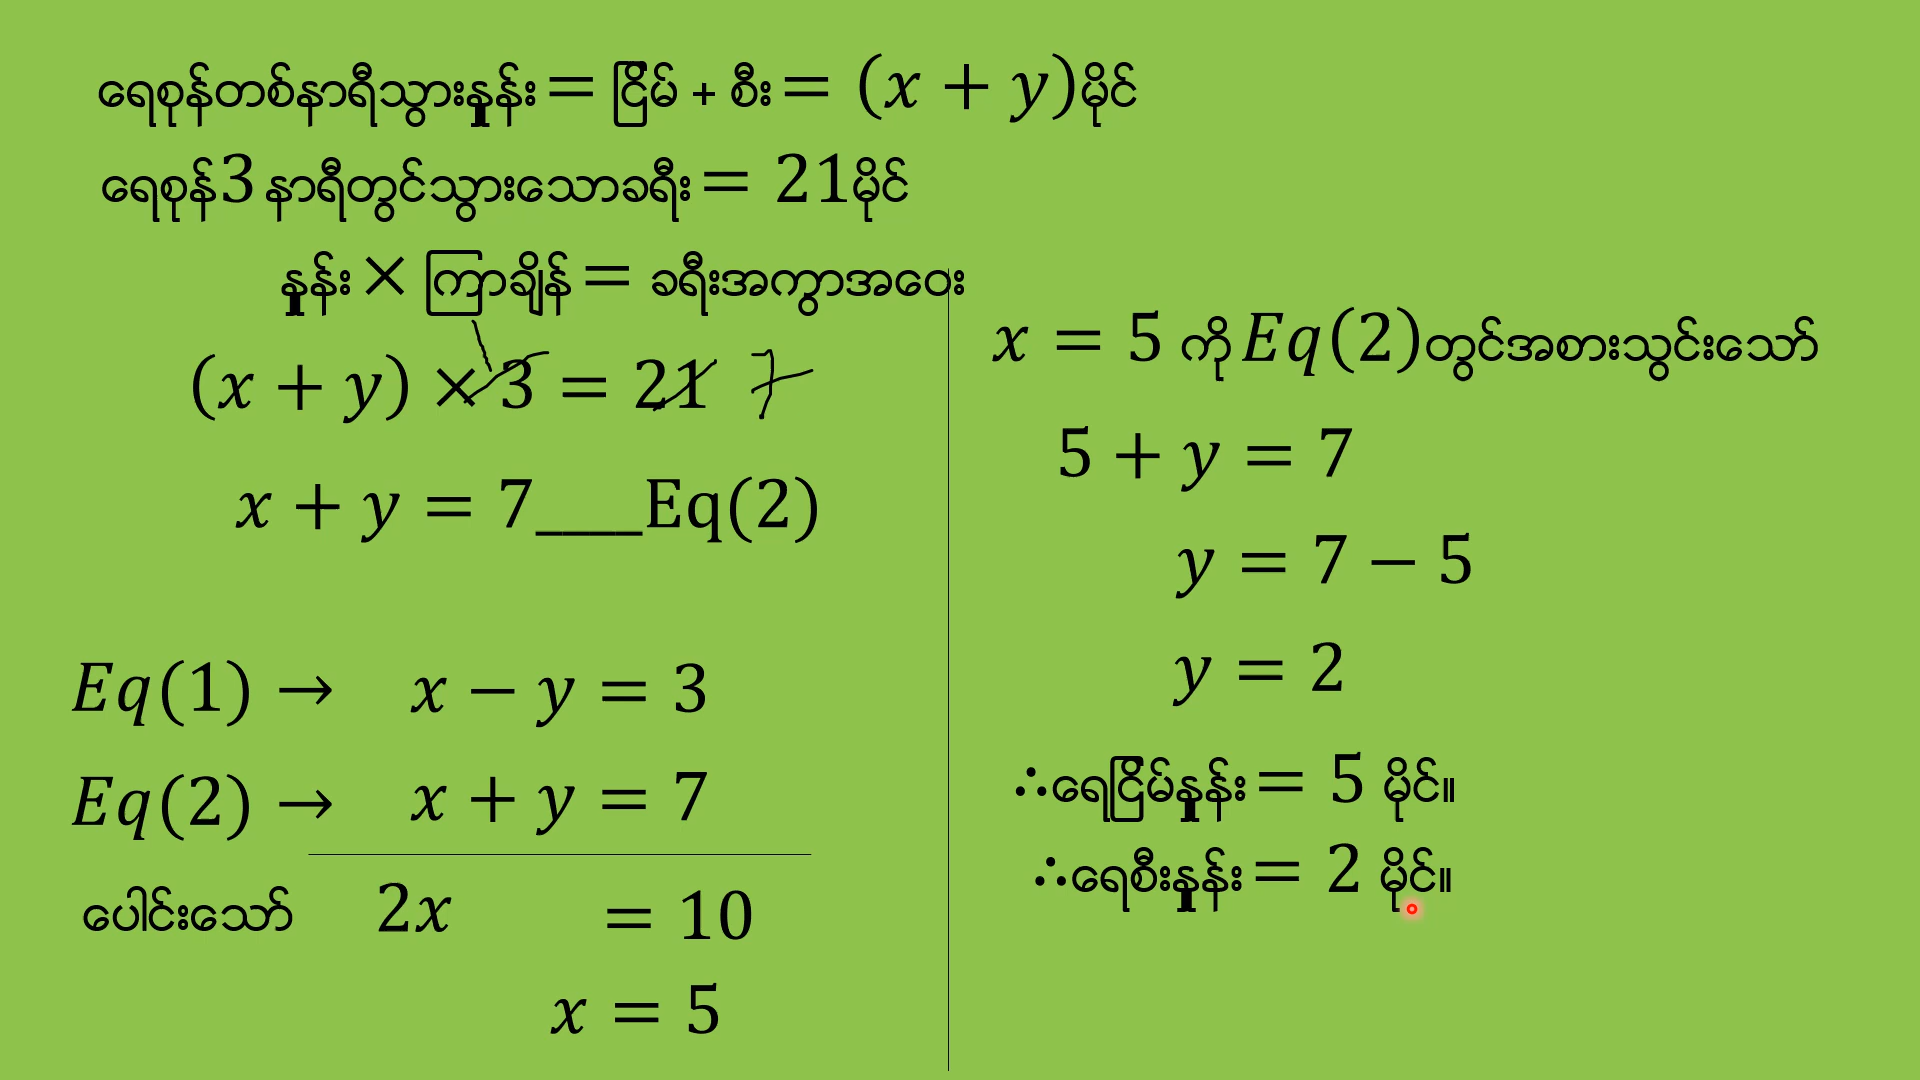 ရေစုန်တစ်နာရီသွားနှုန်း = ငြိမ် + စီး = (x + y)မိုင်
ရေစုန်3 နာရီတွင်သွားသောခရီး = 21မိုင်
နှုန်း × ကြာချိန် = ခရီးအကွာအဝေး
(x + y) × 3 = 21 7
x + y = 7____Eq(2)
Eq(1) → x − y = 3
Eq(2) → x + y = 7
ပေါင်းသော် 2x = 10
x = 5
x = 5 ကို Eq(2)တွင်အစားသွင်းသော်
5 + y = 7
y = 7 − 5
y = 2
∴ရေငြိမ်နှုန်း = 5 မိုင်။
∴ရေစီးနှုန်း = 2 မိုင်။